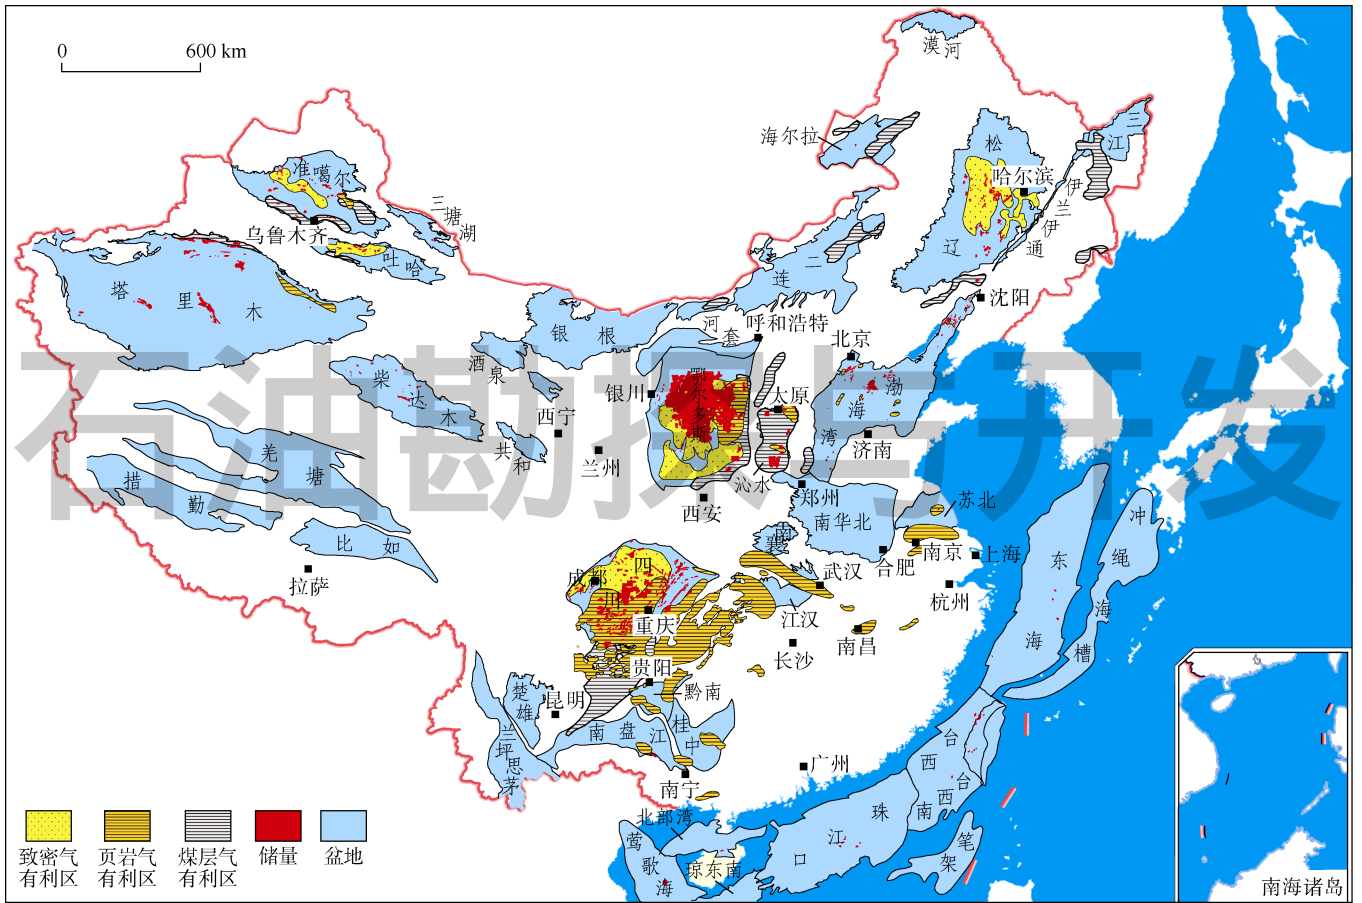 0 600 km
漠河
海尔拉
松
辽
哈尔滨
三
江
伊
兰
伊
通
准噶尔
乌鲁木齐
三
塘
湖
吐哈
塔里木
二
连
沈阳
河套
呼和浩特
北京
银根
酒泉
柴
达
木
西宁
共
和
兰州
银川
鄂
尔
多
斯
太原
渤
海
湾
济南
沁水
郑州
西安
羌
塘
措
勤
比如
拉萨
南华北
苏北
南
襄
合肥
南京
上海
武汉
杭州
四
川
成都
重庆
江汉
长沙
南昌
东
海
冲
绳
海
槽
贵阳
黔南
楚
雄
昆明
兰
坪
思
茅
南盘江
桂
中
南宁
广州
台
西
台
西
南
北部湾
珠
江
口
笔
架
莺
歌
海
琼东南
致密气
有利区
页岩气
有利区
煤层气
有利区
储量
盆地
南海诸岛
石油勘探与开发